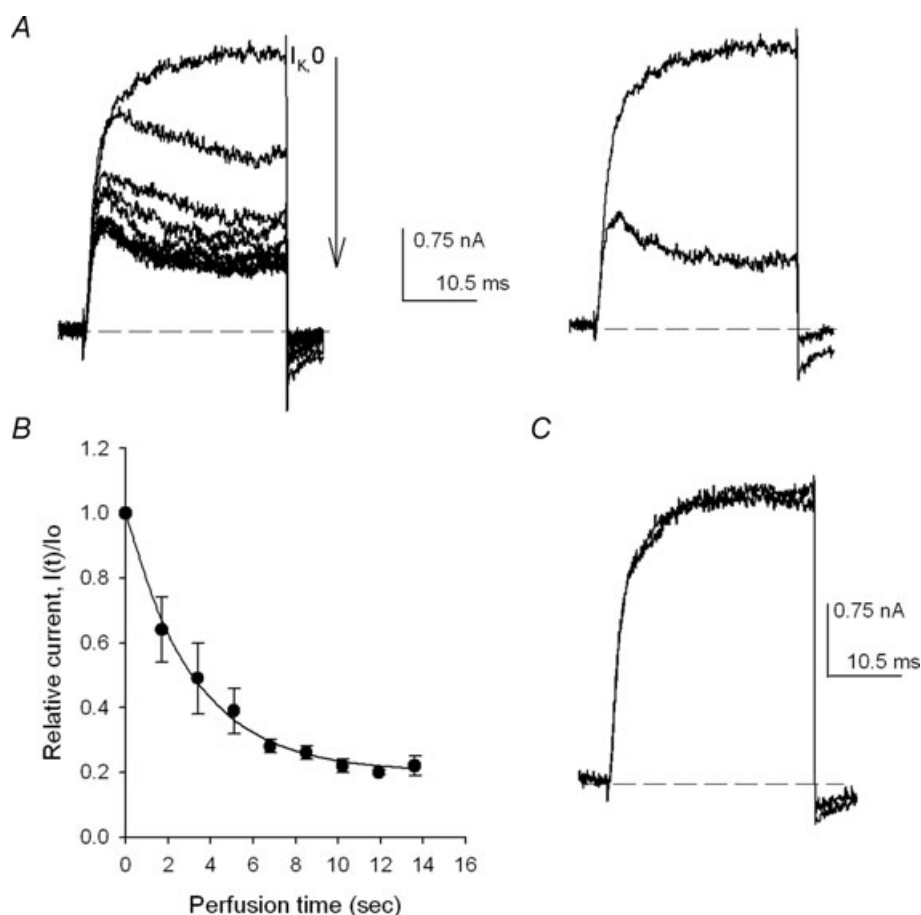 A
I_K, 0
0.75 nA
10.5 ms
B
Relative current, I(t)/Io
1.2
1.0
0.8
0.6
0.4
0.2
0.0
0 2 4 6 8 10 12 14 16
Perfusion time (sec)
C
0.75 nA
10.5 ms